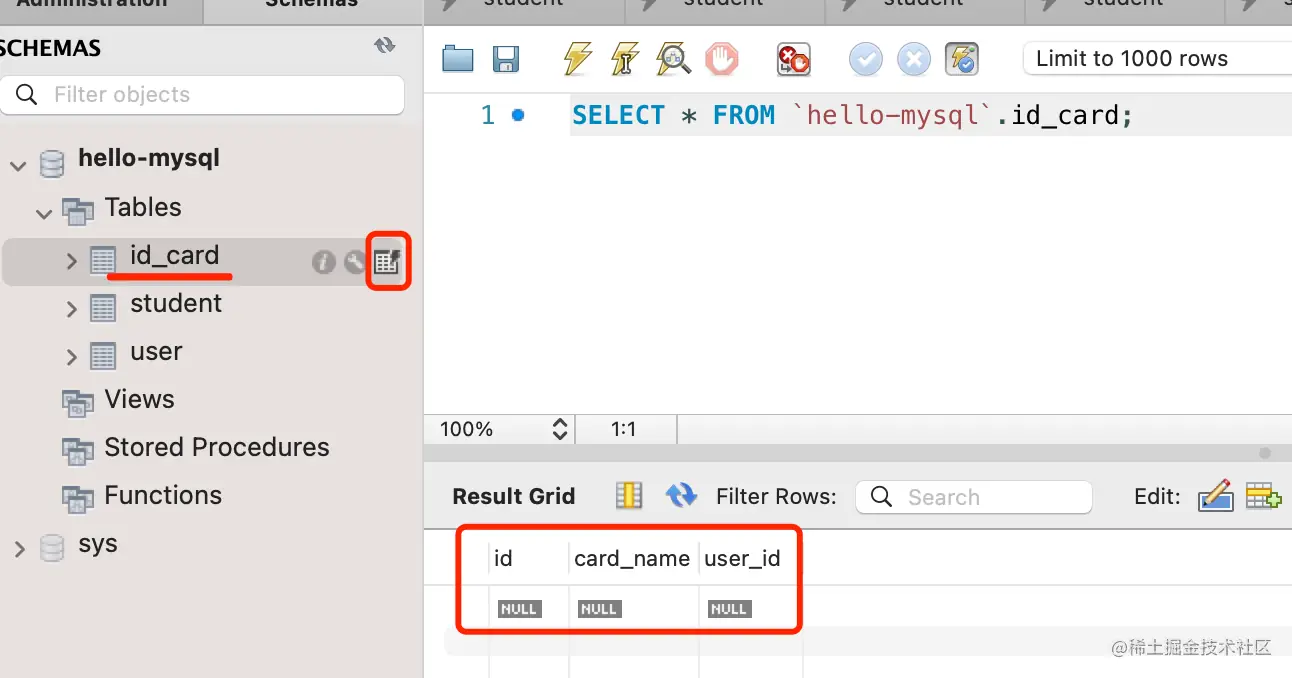 Administration
Schemas
student
student
student
student
SCHEMAS
Filter objects
hello-mysql
Tables
id_card
student
user
Views
Stored Procedures
Functions
sys
Limit to 1000 rows
1
SELECT * FROM `hello-mysql`.id_card;
100%
1:1
Result Grid
Filter Rows:
Search
Edit:
id card_name user_id
NULL NULL NULL
@稀土掘金技术社区